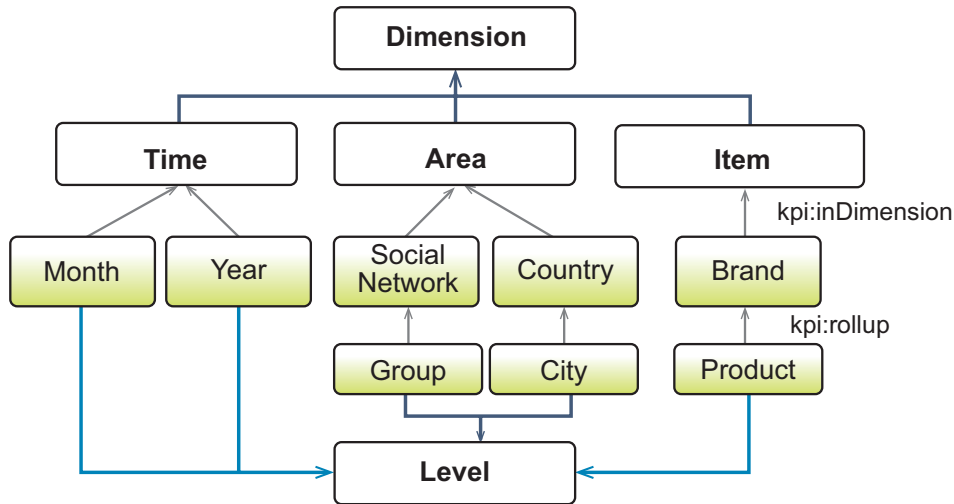 Dimension
Time
Area
Item
kpi:inDimension
Month
Year
Social
Network
Country
Brand
kpi:rollup
Group
City
Product
Level